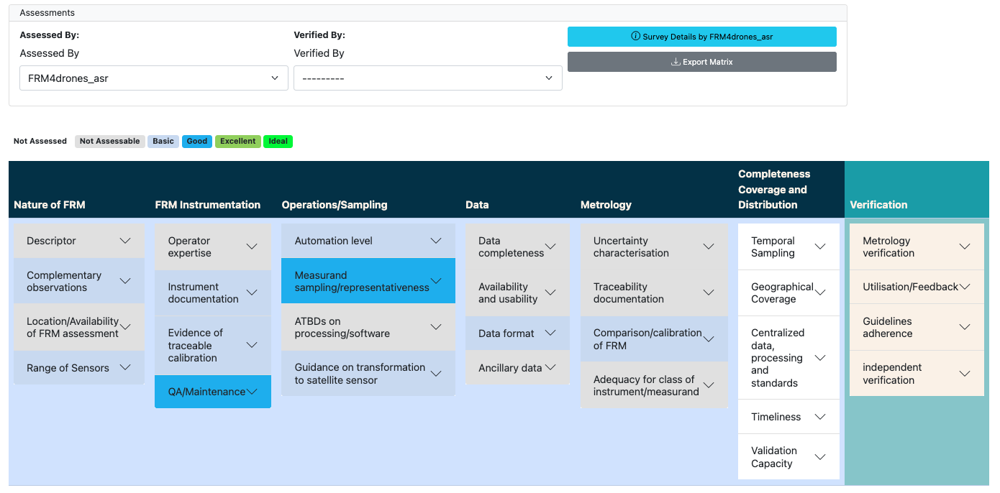 Assessments
Assessed By:
Verified By:
Survey Details by FRM4drones_asr
Assessed By
Verified By
Export Matrix
FRM4drones_asr
---------
Not Assessed
Not Assessable
Basic
Good
Excellent
Ideal
Nature of FRM
FRM Instrumentation
Operations/Sampling
Data
Metrology
Completeness
Coverage and
Distribution
Verification
Descriptor
Complementary
observations
Location/Availability
of FRM assessment
Range of Sensors
Operator
expertise
Instrument
documentation
Evidence of
traceable
calibration
QA/Maintenance
Automation level
Measurand
sampling/representativeness
ATBDs on
processing/software
Guidance on transformation
to satellite sensor
Data
completeness
Availability
and usability
Data format
Ancillary data
Uncertainty
characterisation
Traceability
documentation
Comparison/calibration
of FRM
Adequacy for class of
instrument/measurand
Temporal
Sampling
Geographical
Coverage
Centralized
data,
processing
and
standards
Timeliness
Validation
Capacity
Metrology
verification
Utilisation/Feedback
Guidelines
adherence
independent
verification